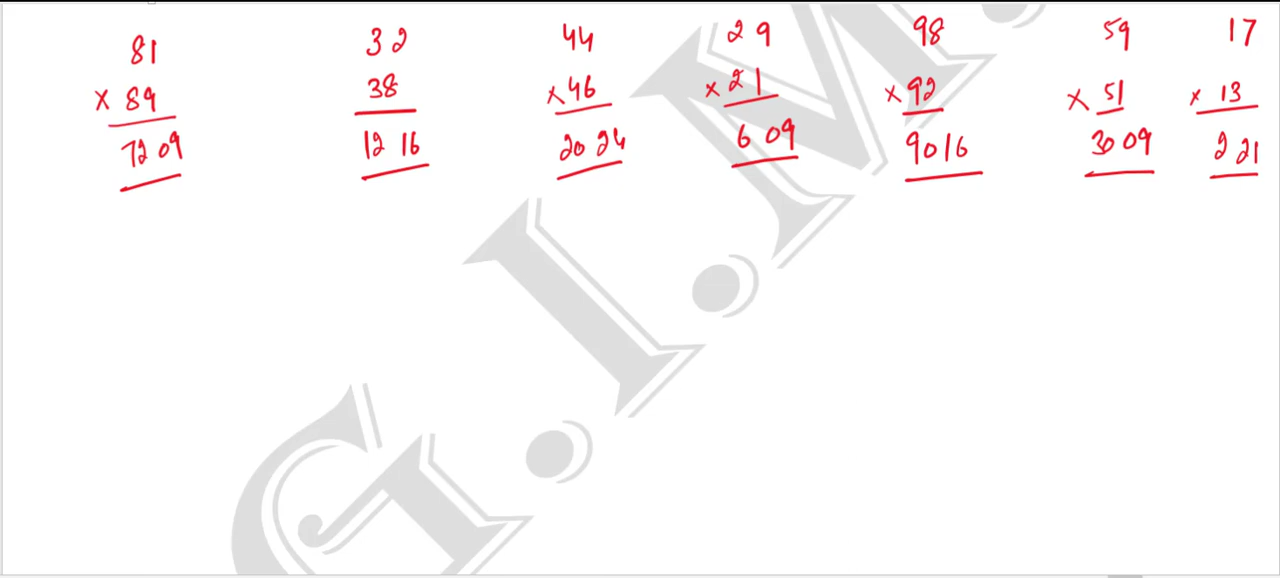 81 32 44 29 98 59 17
× 89 38 ×46 ×21 ×92 × 51 × 13
7209 1216 2024 609 9016 3009 221
G.I.M.